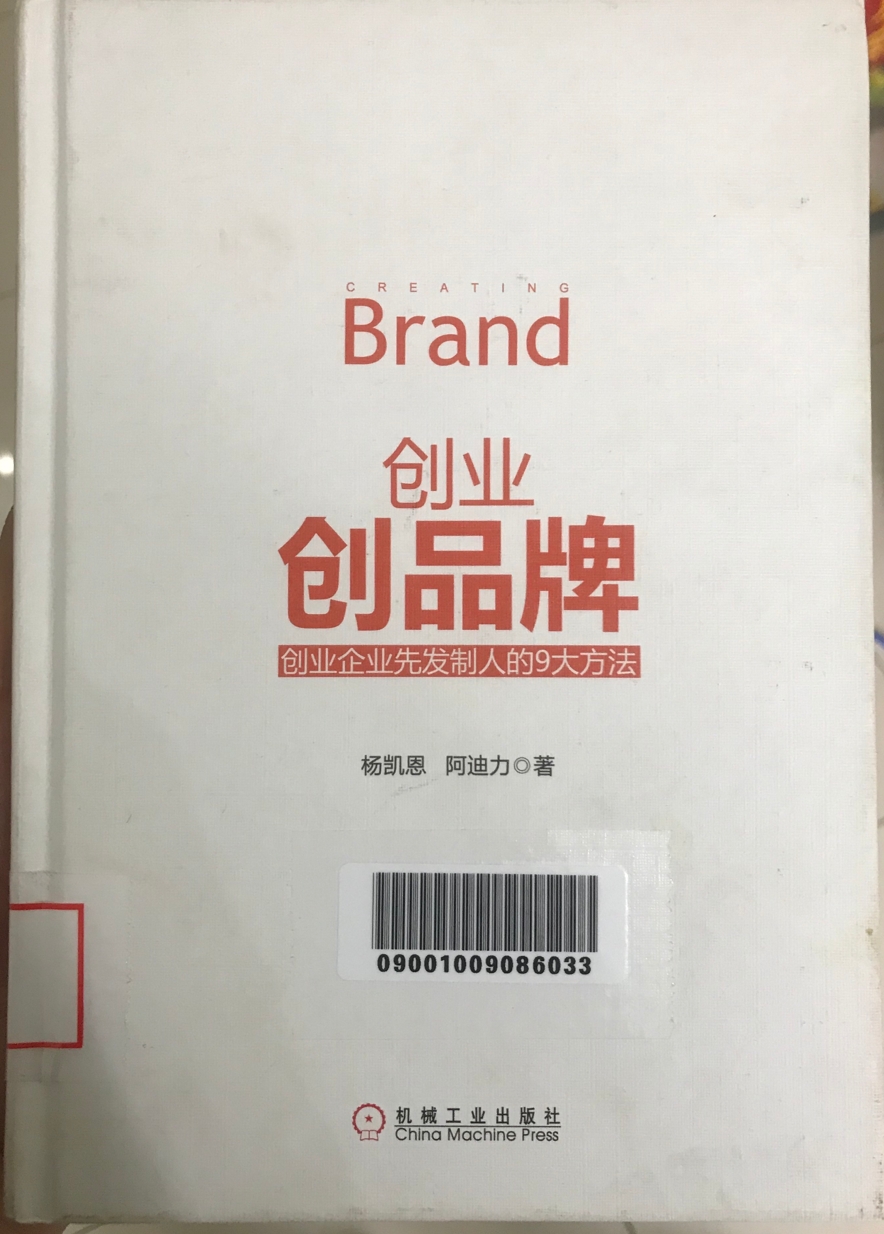 CREATING
Brand
创业
创品牌
创业企业先发制人的9大方法
杨凯恩 阿迪力◎著
09001009086033
机械工业出版社
China Machine Press